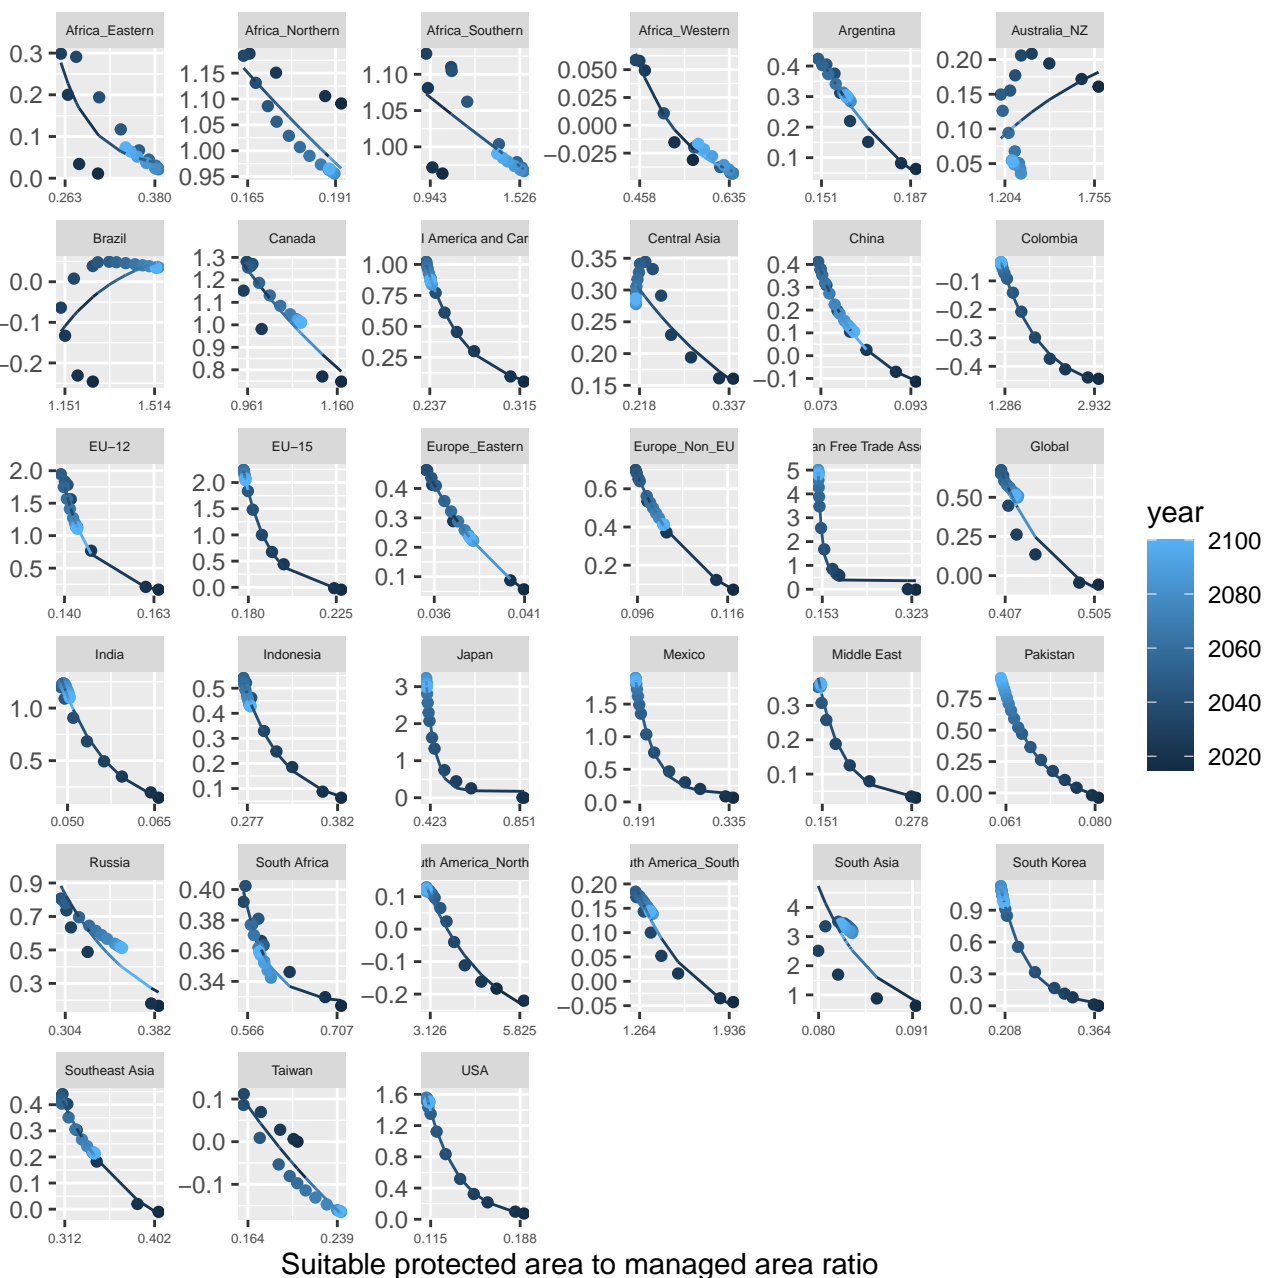 Africa_Eastern Africa_Northern Africa_Southern Africa_Western Argentina Australia_NZ
0.3 0.2 0.1 0.0 1.15 1.10 1.05 1.00 0.95 1.10 1.00 0.050 0.025 0.000 −0.025 0.4 0.3 0.2 0.1 0.20 0.15 0.10 0.05
0.263 0.380 0.165 0.191 0.943 1.526 0.458 0.635 0.151 0.187 1.204 1.755
Brazil Canada l America and Car Central Asia China Colombia
0.0 −0.1 −0.2 1.3 1.2 1.1 1.0 0.9 0.8 1.00 0.75 0.50 0.25 0.35 0.30 0.25 0.20 0.15 0.4 0.3 0.2 0.1 0.0 −0.1 −0.1 −0.2 −0.3 −0.4
1.151 1.514 0.961 1.160 0.237 0.315 0.218 0.337 0.073 0.093 1.286 2.932
EU−12 EU−15 Europe_Eastern Europe_Non_EU an Free Trade Asso Global
2.0 1.5 1.0 0.5 2.0 1.5 1.0 0.5 0.0 0.4 0.3 0.2 0.1 0.6 0.4 0.2 5 4 3 2 1 0 0.50 0.25 0.00
0.140 0.163 0.180 0.225 0.036 0.041 0.096 0.116 0.153 0.323 0.407 0.505
year
2100
2080
2060
2040
2020
India Indonesia Japan Mexico Middle East Pakistan
1.0 0.5 0.5 0.4 0.3 0.2 0.1 3 2 1 0 1.5 1.0 0.5 0.0 0.3 0.2 0.1 0.75 0.50 0.25 0.00
0.050 0.065 0.277 0.382 0.423 0.851 0.191 0.335 0.151 0.278 0.061 0.080
Russia South Africa uth America_North uth America_South South Asia South Korea
0.9 0.7 0.5 0.3 0.40 0.38 0.36 0.34 0.1 0.0 −0.1 −0.2 0.20 0.15 0.10 0.05 0.00 −0.05 4 3 2 1 0.9 0.6 0.3 0.0
0.304 0.382 0.566 0.707 3.126 5.825 1.264 1.936 0.080 0.091 0.208 0.364
Southeast Asia Taiwan USA
0.4 0.3 0.2 0.1 0.0 0.1 0.0 −0.1 1.6 1.2 0.8 0.4 0.0
0.312 0.402 0.164 0.239 0.115 0.188
Suitable protected area to managed area ratio